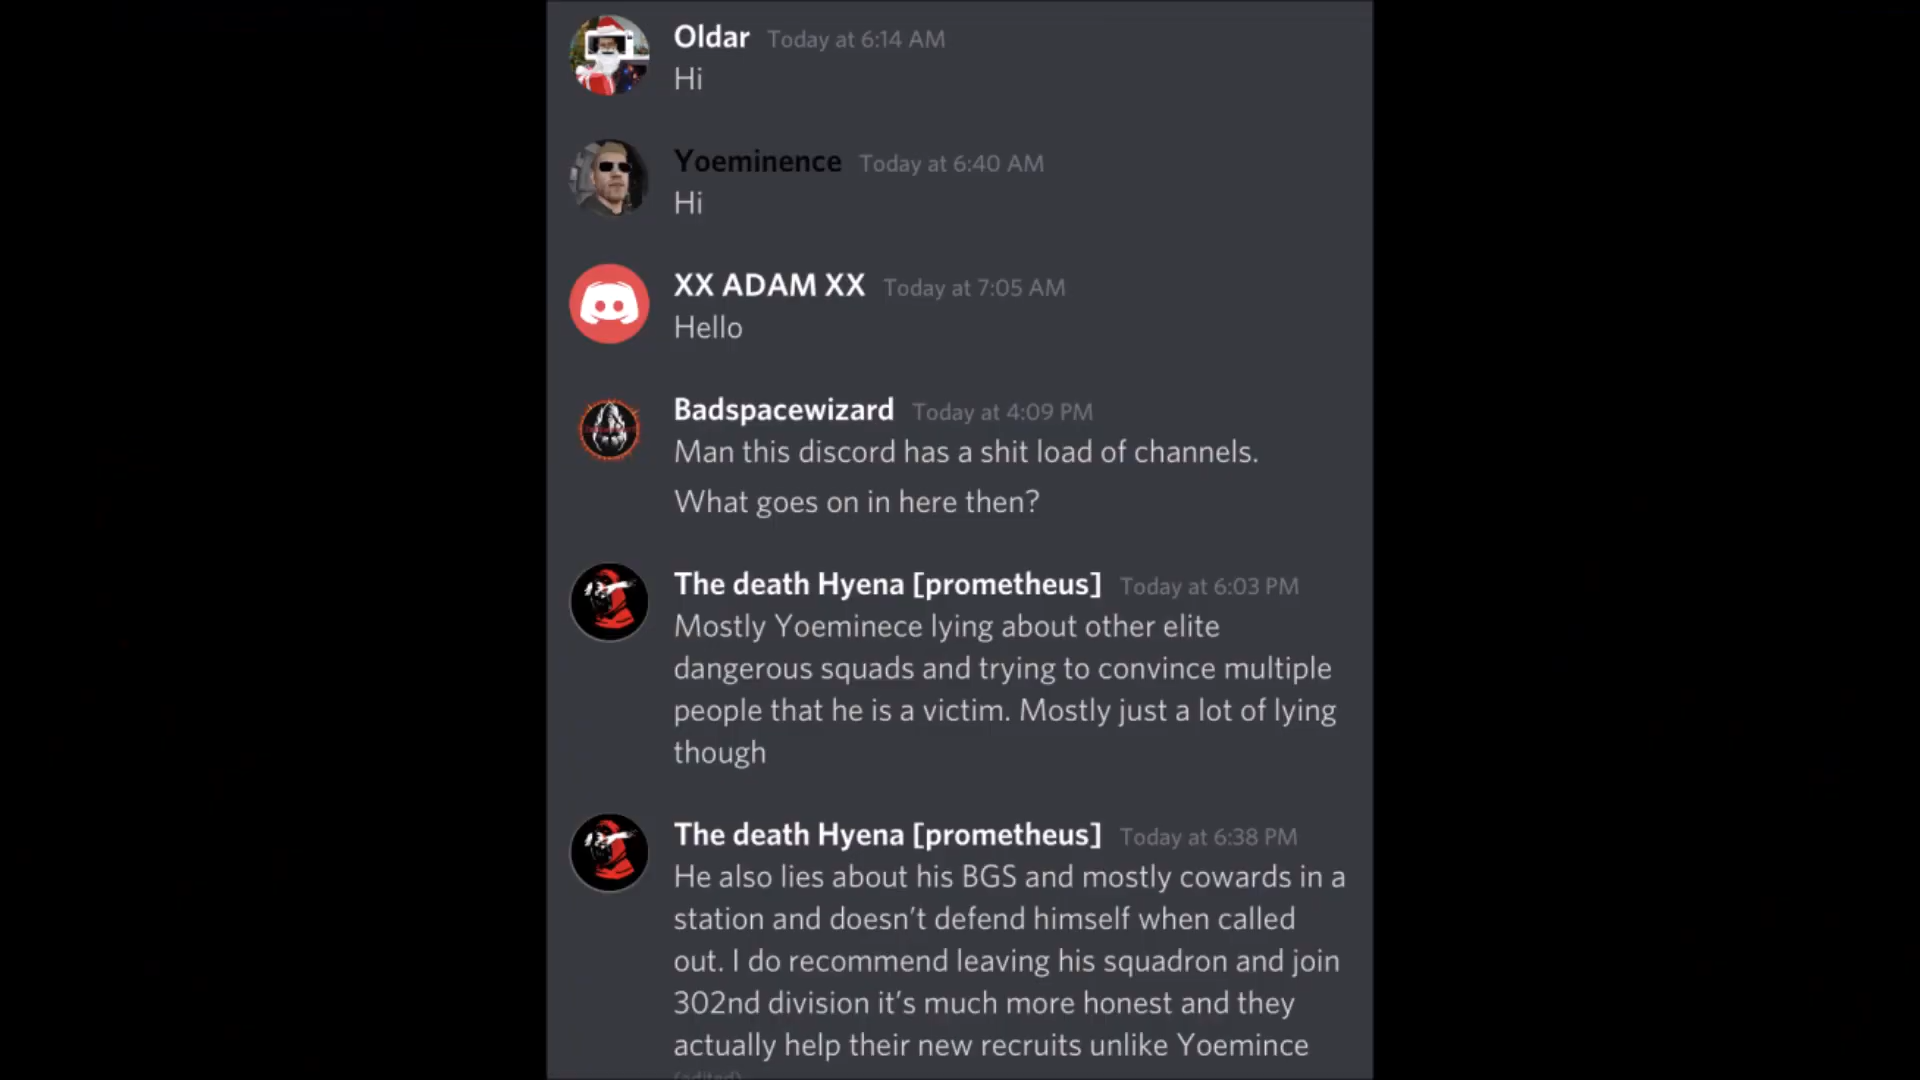 Oldar Today at 6:14 AM
Hi
Yoeminence Today at 6:40 AM
Hi
XX ADAM XX Today at 7:05 AM
Hello
Badspacewizard Today at 4:09 PM
Man this discord has a shit load of channels.
What goes on in here then?
The death Hyena [prometheus] Today at 6:03 PM
Mostly Yoeminece lying about other elite
dangerous squads and trying to convince multiple
people that he is a victim. Mostly just a lot of lying
though
The death Hyena [prometheus] Today at 6:38 PM
He also lies about his BGS and mostly cowards in a
station and doesn't defend himself when called
out. I do recommend leaving his squadron and join
302nd division it's much more honest and they
actually help their new recruits unlike Yoemince
(edited)